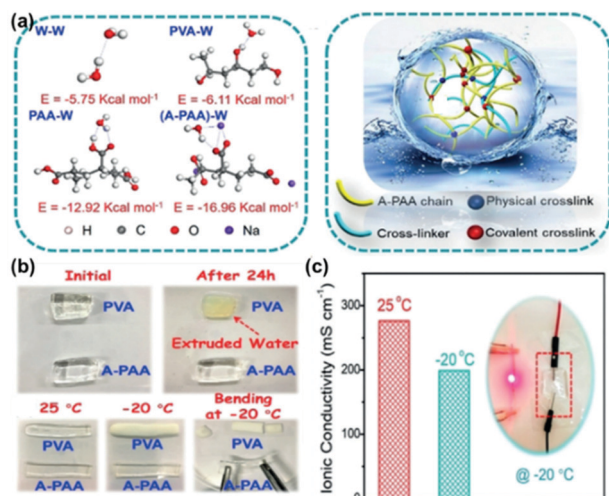 (a)
W-W
PVA-W
E = -5.75 Kcal mol⁻¹
E = -6.11 Kcal mol⁻¹
PAA-W
(A-PAA)-W
E = -12.92 Kcal mol⁻¹
E = -16.96 Kcal mol⁻¹
H C O Na
A-PAA chain
Physical crosslink
Cross-linker
Covalent crosslink
(b)
Initial
After 24h
PVA
PVA
Extruded Water
A-PAA
A-PAA
25 °C
-20 °C
Bending
at -20 °C
PVA
PVA
PVA
A-PAA
A-PAA
A-PAA
(c)
Ionic Conductivity (mS cm⁻¹)
300
200
100
0
25 °C
-20 °C
@ -20 °C